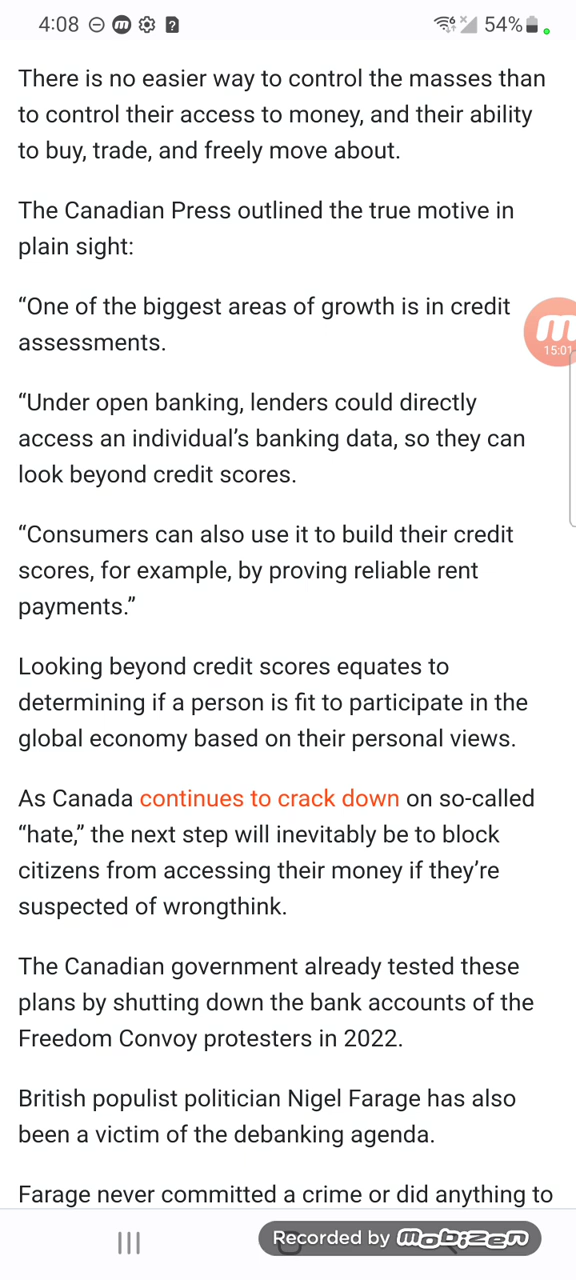 4:08 54%
There is no easier way to control the masses than
to control their access to money, and their ability
to buy, trade, and freely move about.
The Canadian Press outlined the true motive in
plain sight:
“One of the biggest areas of growth is in credit
assessments.
15:01
“Under open banking, lenders could directly
access an individual’s banking data, so they can
look beyond credit scores.
“Consumers can also use it to build their credit
scores, for example, by proving reliable rent
payments.”
Looking beyond credit scores equates to
determining if a person is fit to participate in the
global economy based on their personal views.
As Canada continues to crack down on so-called
“hate,” the next step will inevitably be to block
citizens from accessing their money if they’re
suspected of wrongthink.
The Canadian government already tested these
plans by shutting down the bank accounts of the
Freedom Convoy protesters in 2022.
British populist politician Nigel Farage has also
been a victim of the debanking agenda.
Farage never committed a crime or did anything to
Recorded by mobizen